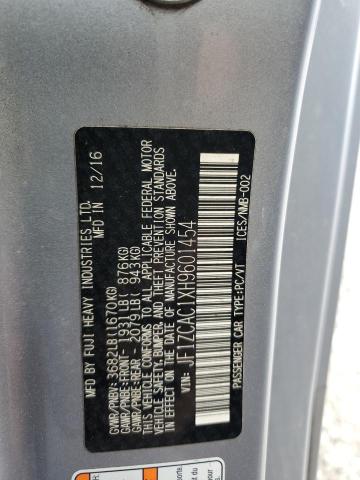 MFD BY FUJI HEAVY INDUSTRIES LTD.
MFD IN 12/16
GVWR/PNBV: 3682LB(1670KG)
GAWR/PNBE:FRONT- 1931LB( 876KG)
GAWR/PNBE:REAR - 2079LB( 943KG)
THIS VEHICLE CONFORMS TO ALL APPLICABLE FEDERAL MOTOR
VEHICLE SAFETY,BUMPER AND THEFT PREVENTION STANDARDS
IN EFFECT ON THE DATE OF MANUFACTURE SHOWN ABOVE.
VIN: JF1ZCAC1XH9601454
PASSENGER CAR TYPE:PC/VT ICES/NMB-002